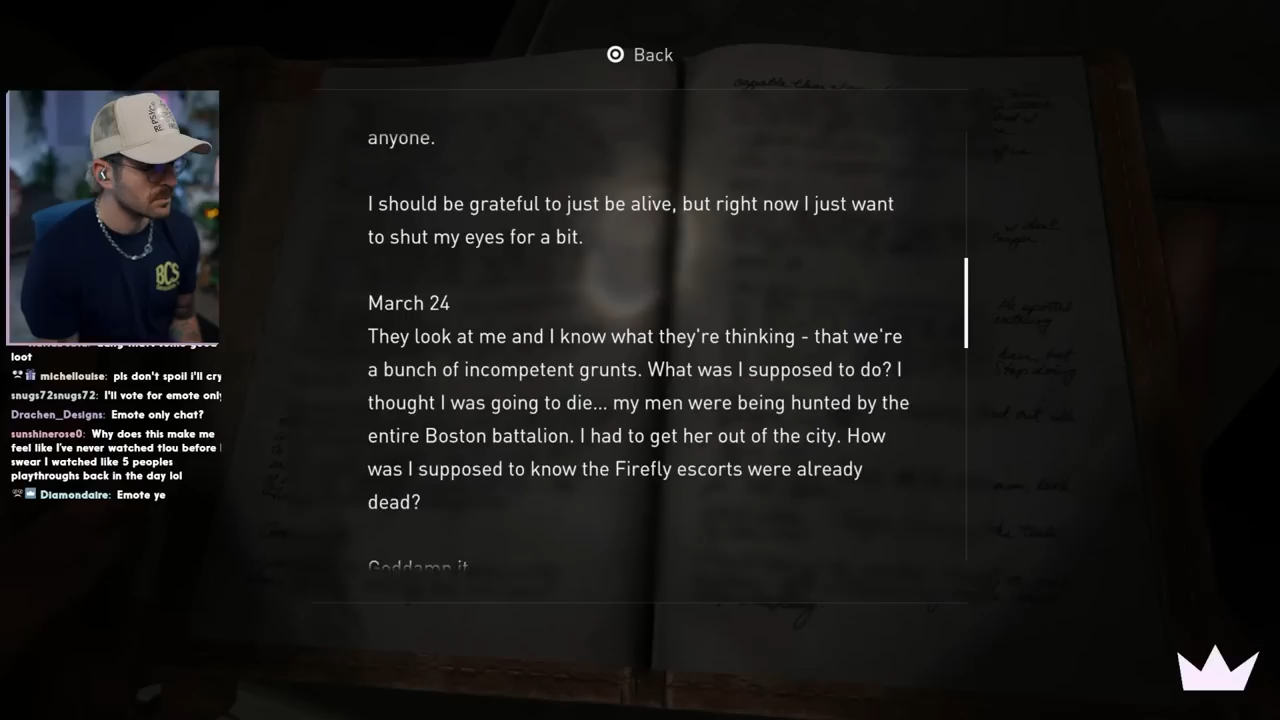 Back
anyone.
I should be grateful to just be alive, but right now I just want
to shut my eyes for a bit.
March 24
They look at me and I know what they're thinking - that we're
a bunch of incompetent grunts. What was I supposed to do? I
thought I was going to die... my men were being hunted by the
entire Boston battalion. I had to get her out of the city. How
was I supposed to know the Firefly escorts were already
dead?
Goddamn it
BCS
loot
michellouise: pls don't spoil i'll cry
snugs72snugs72: I'll vote for emote only
Drachen_Designs: Emote only chat?
sunshinerose0: Why does this make me
feel like I've never watched tlou before I
swear I watched like 5 peoples
playthroughs back in the day lol
Diamondaire: Emote ye